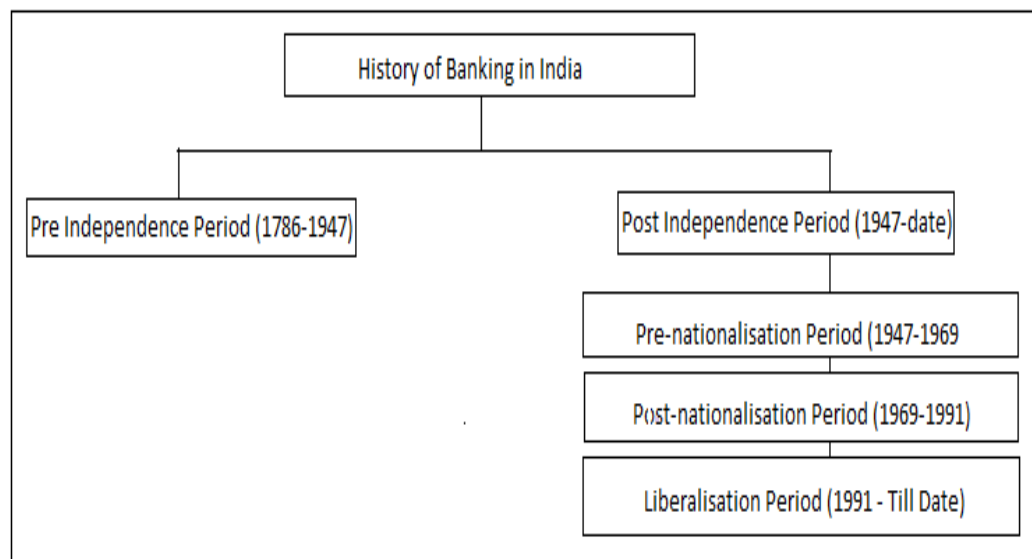 History of Banking in India
Pre Independence Period (1786-1947)
Post Independence Period (1947-date)
Pre-nationalisation Period (1947-1969
Post-nationalisation Period (1969-1991)
Liberalisation Period (1991 - Till Date)